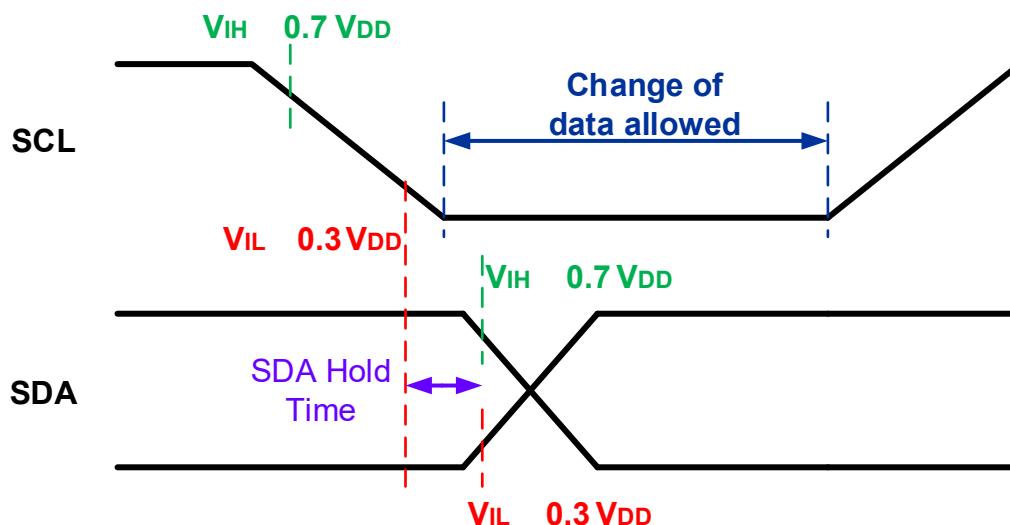 VIH 0.7 VDD
Change of
data allowed
SCL
VIL 0.3 VDD
VIH 0.7 VDD
SDA Hold
Time
SDA
VIL 0.3 VDD